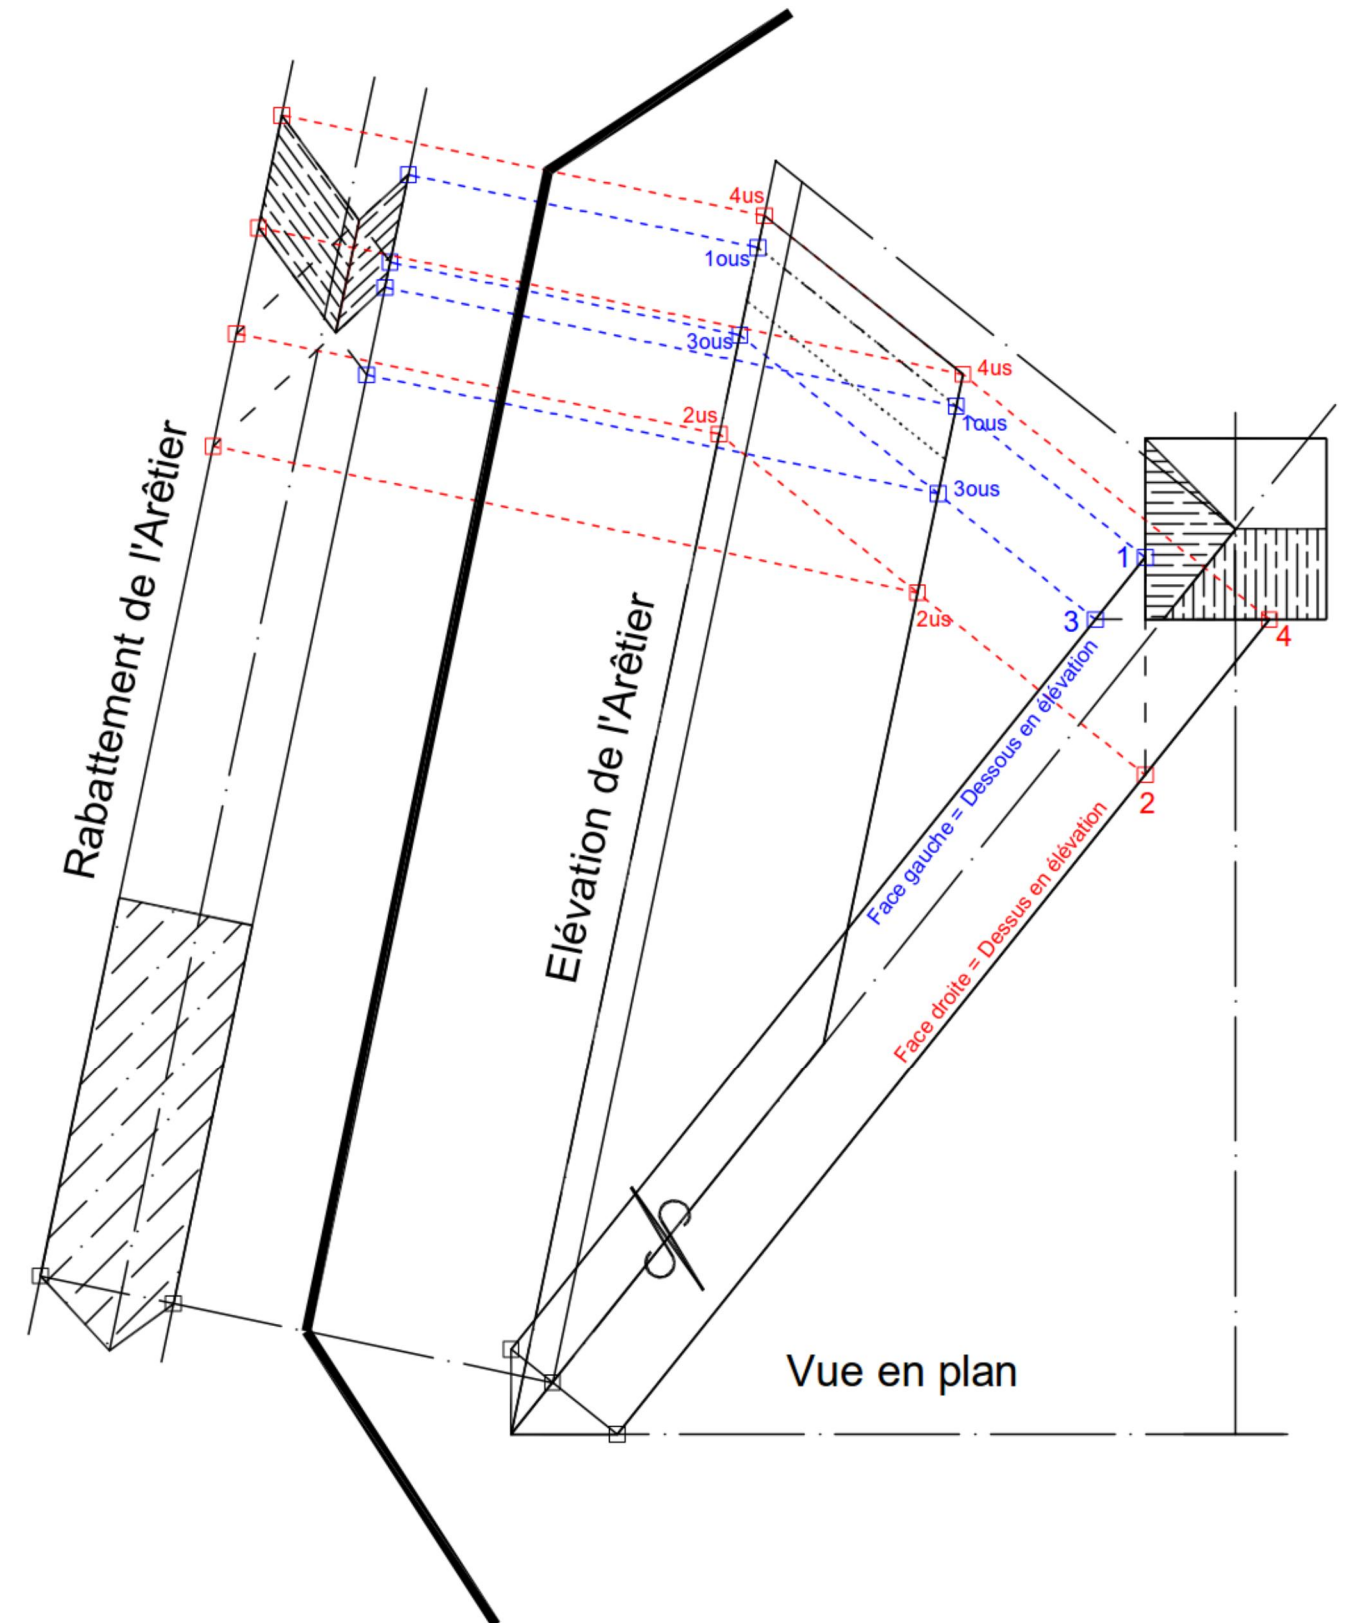 4us
1ous
3ous
4us
1ous
2us
3ous
1
2us
3
4
2
Rabattement de l'Arêtier
Elévation de l'Arêtier
Face gauche = Dessous en élévation
Face droite = Dessus en élévation
Vue en plan